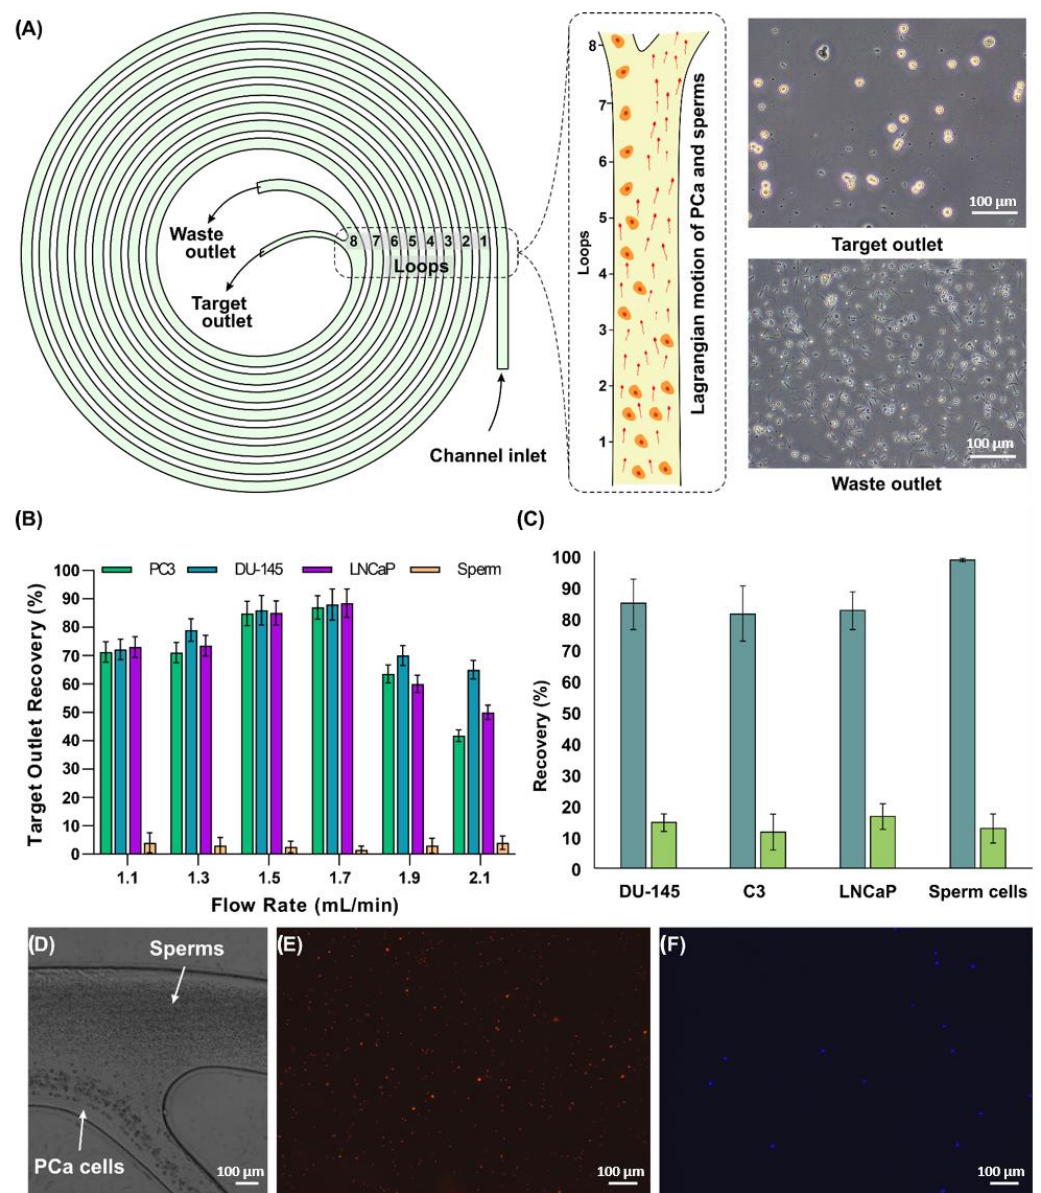 (A)
Waste
outlet
Target
outlet
8 7 6 5 4 3 2 1
Loops
Channel inlet
8
7
6
5
4
3
2
1
Loops
Lagrangian motion of PCa and sperms
100 µm
Target outlet
100 µm
Waste outlet
(B)
PC3 DU-145 LNCaP Sperm
Target Outlet Recovery (%)
100
90
80
70
60
50
40
30
20
10
0
1.1 1.3 1.5 1.7 1.9 2.1
Flow Rate (mL/min)
(C)
Recovery (%)
100
90
80
70
60
50
40
30
20
10
0
DU-145 C3 LNCaP Sperm cells
(D)
Sperms
PCa cells
100 µm
(E)
100 µm
(F)
100 µm